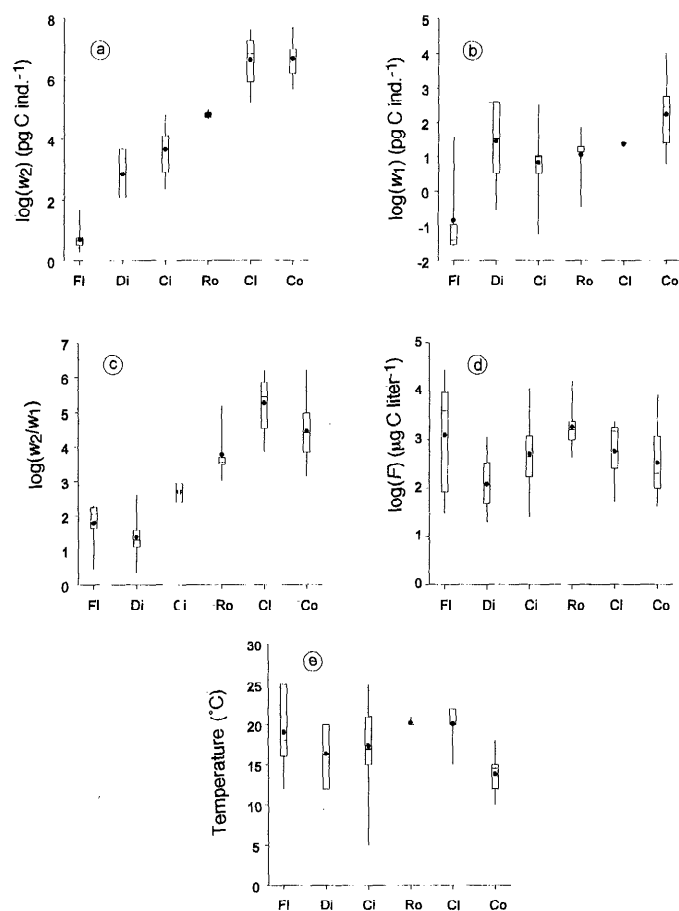 a
log(w2) (pg C ind.-1)
8
6
4
2
0
Fl Di Ci Ro Cl Co
b
log(w1) (pg C ind.-1)
5
4
3
2
1
0
-1
-2
Fl Di Ci Ro Cl Co
c
log(w2/w1)
7
6
5
4
3
2
1
0
Fl Di Ci Ro Cl Co
d
log(F) (µg C liter-1)
5
4
3
2
1
0
Fl Di Ci Ro Cl Co
e
Temperature (°C)
30
25
20
15
10
5
0
Fl Di Ci Ro Cl Co